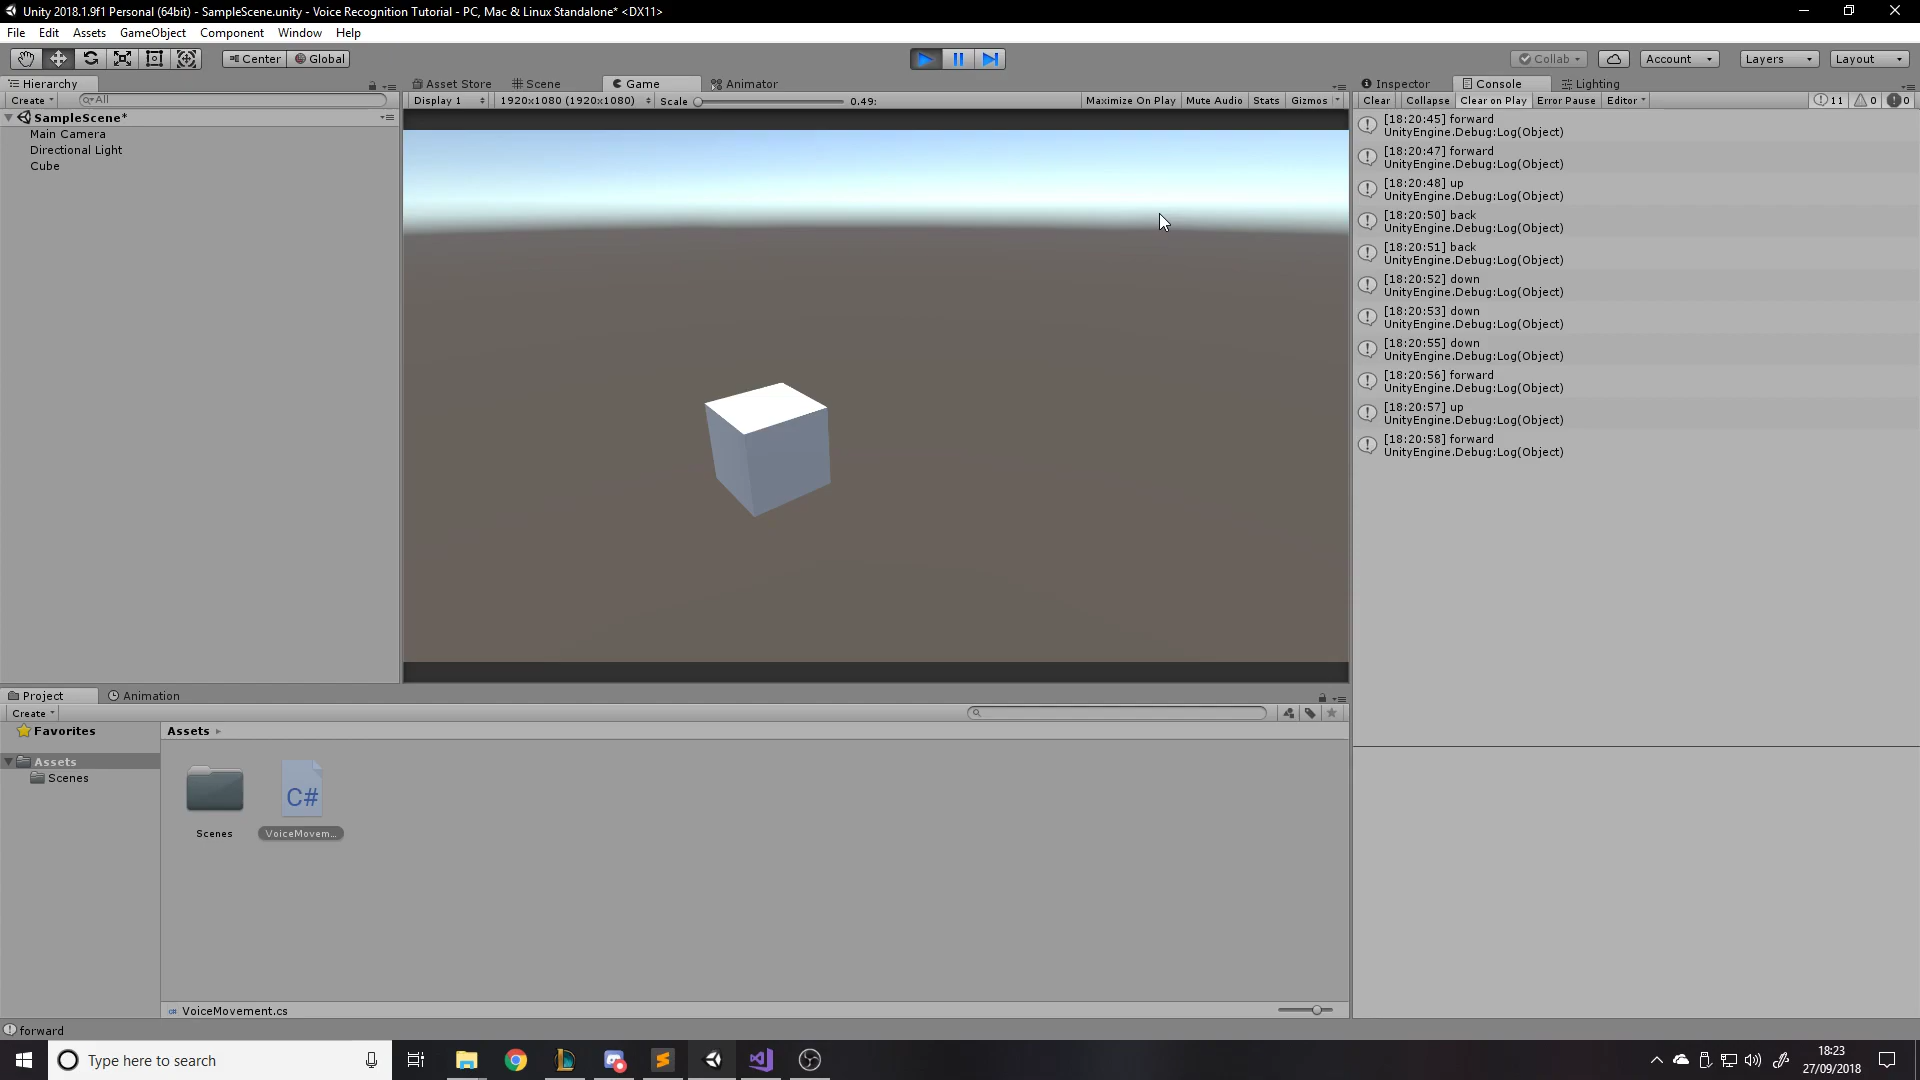 Unity 2018.1.9f1 Personal (64bit) - SampleScene.unity - Voice Recognition Tutorial - PC, Mac & Linux Standalone* <DX11>
File Edit Assets GameObject Component Window Help
Center Global
Collab Account Layers Layout
Hierarchy
Create All
SampleScene*
Main Camera
Directional Light
Cube
Asset Store Scene Game Animator
Display 1 1920x1080 (1920x1080) Scale 0.49: Maximize On Play Mute Audio Stats Gizmos
Inspector Console Lighting
Clear Collapse Clear on Play Error Pause Editor 11 0 0
[18:20:45] forward
UnityEngine.Debug:Log(Object)
[18:20:47] forward
UnityEngine.Debug:Log(Object)
[18:20:48] up
UnityEngine.Debug:Log(Object)
[18:20:50] back
UnityEngine.Debug:Log(Object)
[18:20:51] back
UnityEngine.Debug:Log(Object)
[18:20:52] down
UnityEngine.Debug:Log(Object)
[18:20:53] down
UnityEngine.Debug:Log(Object)
[18:20:55] down
UnityEngine.Debug:Log(Object)
[18:20:56] forward
UnityEngine.Debug:Log(Object)
[18:20:57] up
UnityEngine.Debug:Log(Object)
[18:20:58] forward
UnityEngine.Debug:Log(Object)
Project Animation
Create
Favorites
Assets
Scenes
Assets
C#
Scenes
VoiceMovem...
VoiceMovement.cs
forward
Type here to search
18:23
27/09/2018